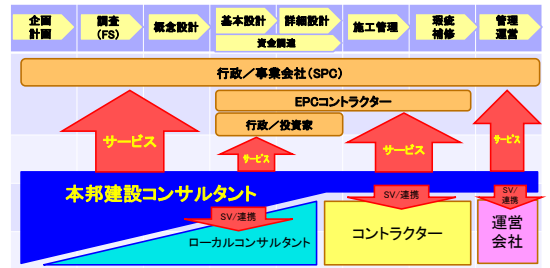 企画
計画
調査
(FS)
概念設計
基本設計
詳細設計
施工管理
瑕疵
補修
管理
運営
資金調達
行政／事業会社(SPC)
EPCコントラクター
行政／投資家
サービス
サービス
サービス
サービス
本邦建設コンサルタント
SV/連携
SV/連携
SV/
連携
ローカルコンサルタント
コントラクター
運営
会社